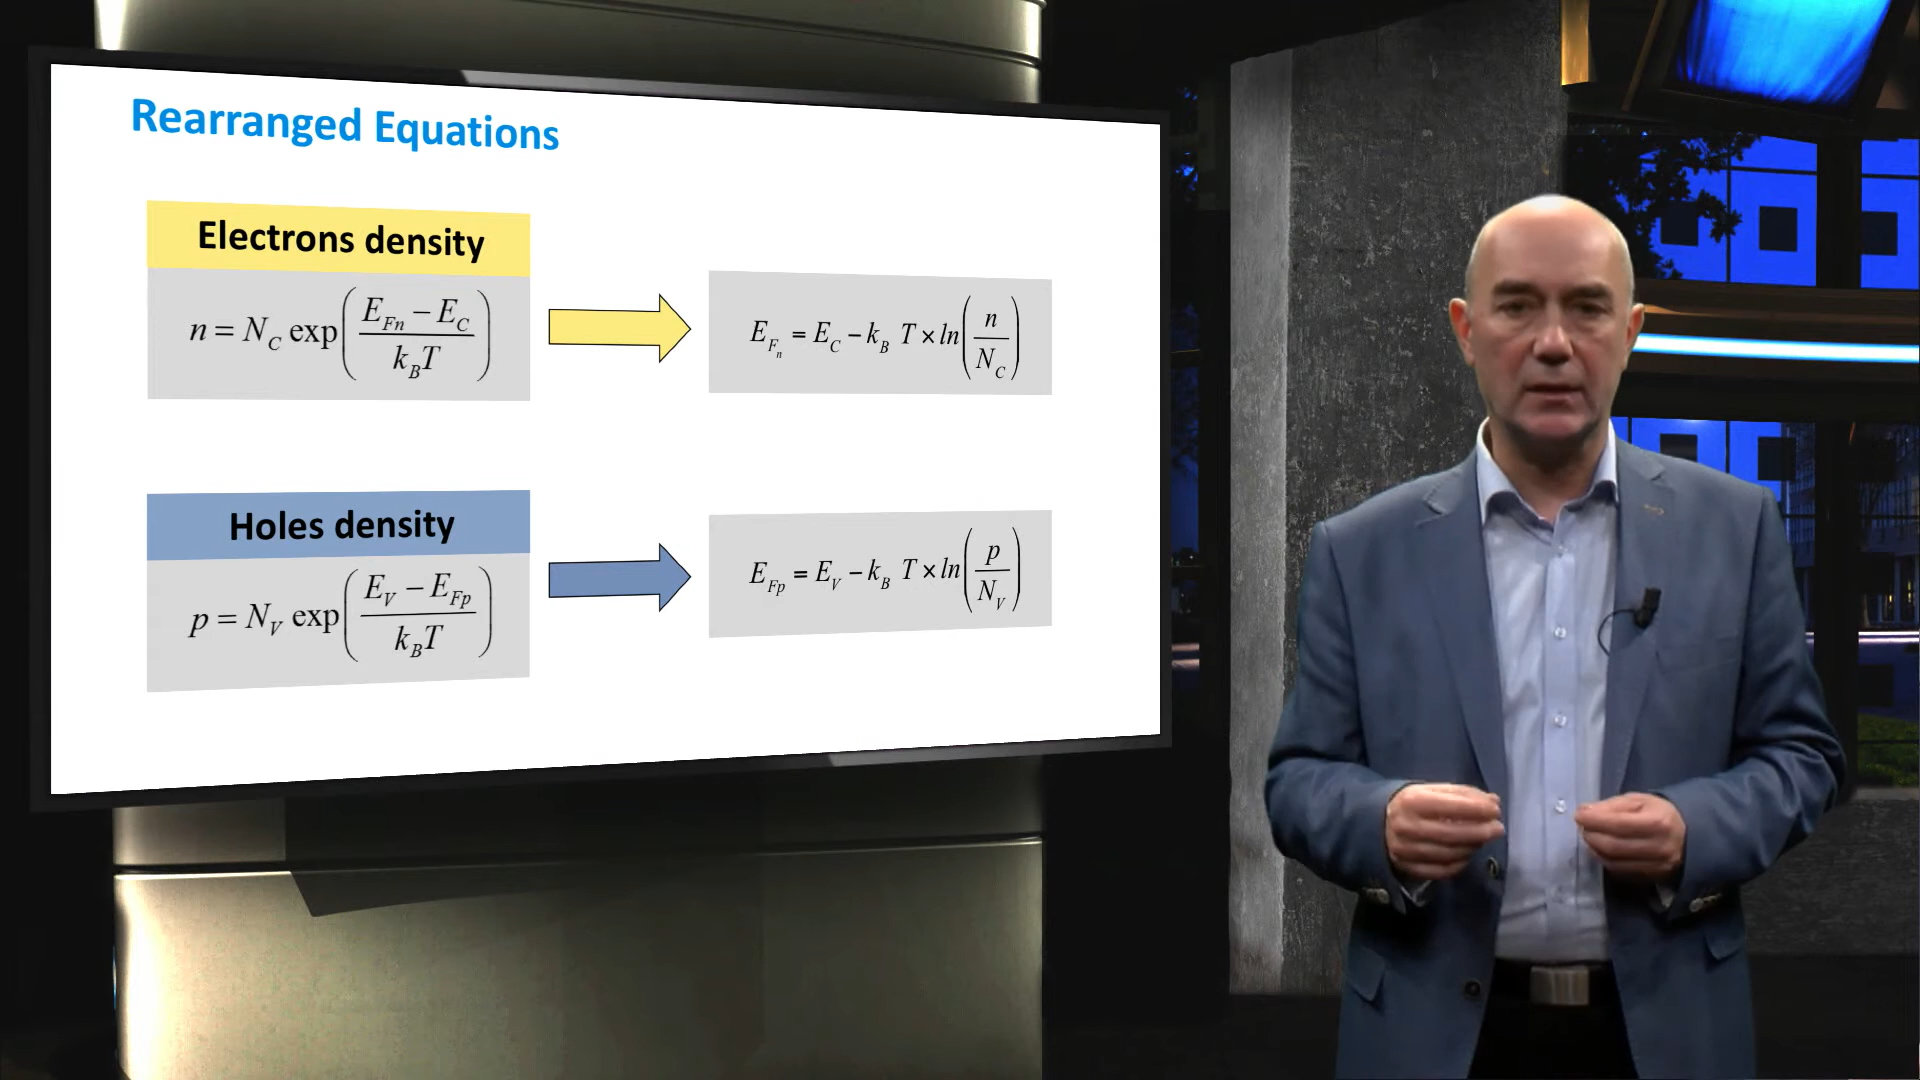 Rearranged Equations
Electrons density
n = N_C exp((E_Fn − E_C) / (k_B T))
E_F_n = E_C − k_B T × ln(n / N_C)
Holes density
p = N_V exp((E_V − E_Fp) / (k_B T))
E_Fp = E_V − k_B T × ln(p / N_V)